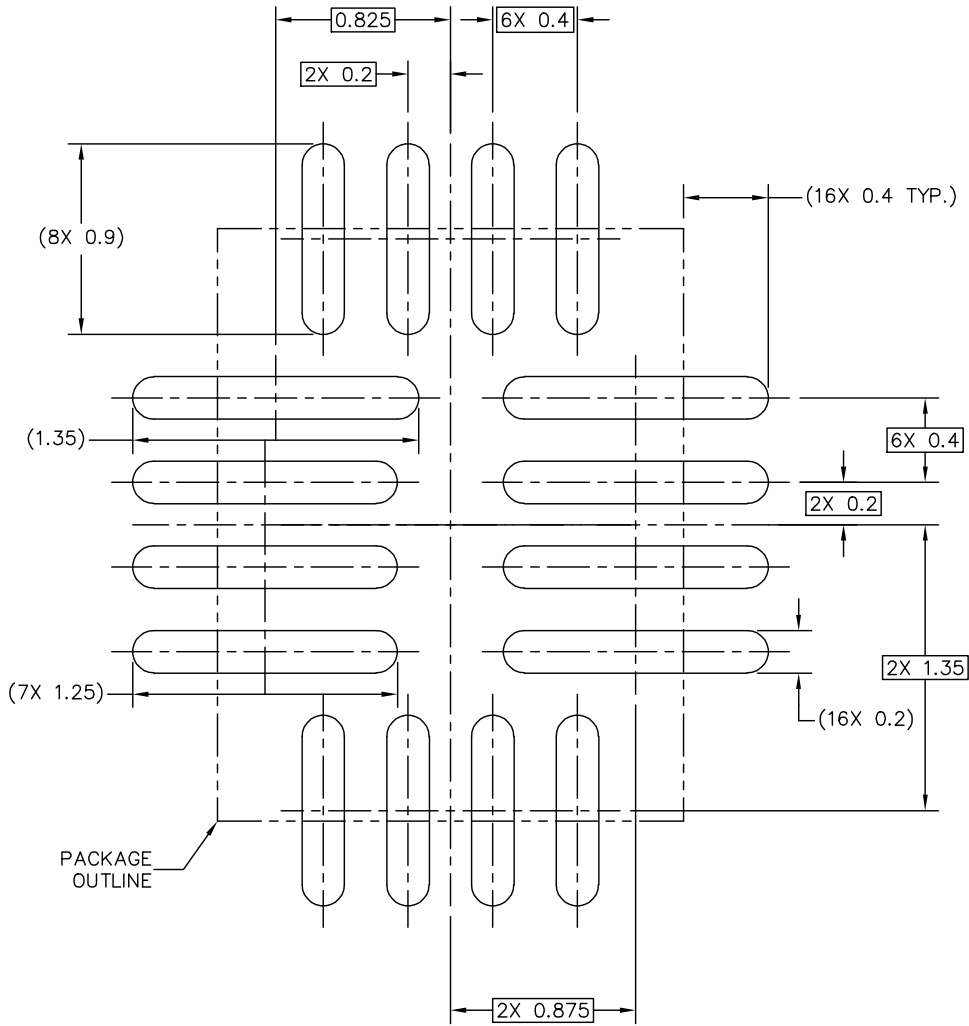 0.825
6X 0.4
2X 0.2
(16X 0.4 TYP.)
(8X 0.9)
(1.35)
6X 0.4
2X 0.2
2X 1.35
(7X 1.25)
(16X 0.2)
PACKAGE
OUTLINE
2X 0.875